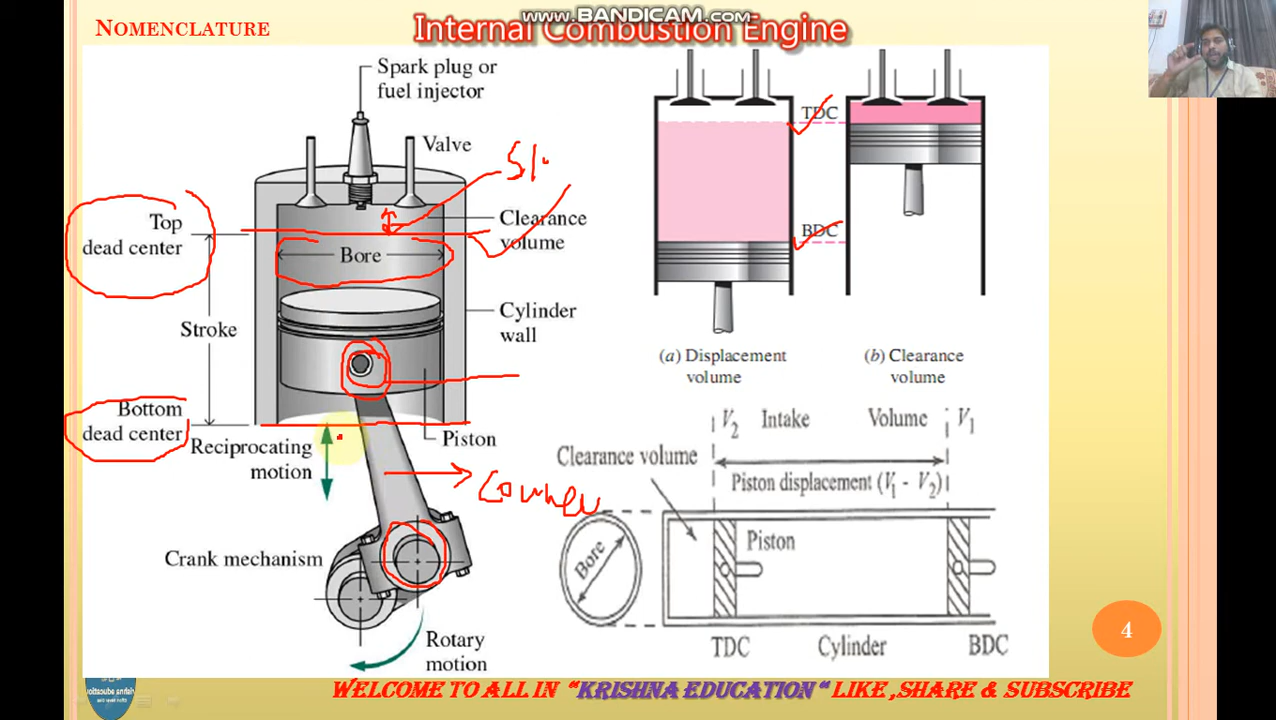 NOMENCLATURE
www.BANDICAM.com
Internal Combustion Engine
Spark plug or
fuel injector
Valve
Top
dead center
Clearance
volume
Bore
Stroke
Cylinder
wall
Bottom
dead center
Reciprocating
motion
Piston
Crank mechanism
Rotary
motion
TDC
BDC
(a) Displacement
volume
(b) Clearance
volume
V2 Intake Volume V1
Clearance volume
Piston displacement (V1 - V2)
Bore
Piston
TDC Cylinder BDC
4
WELCOME TO ALL IN “KRISHNA EDUCATION “ LIKE ,SHARE & SUBSCRIBE